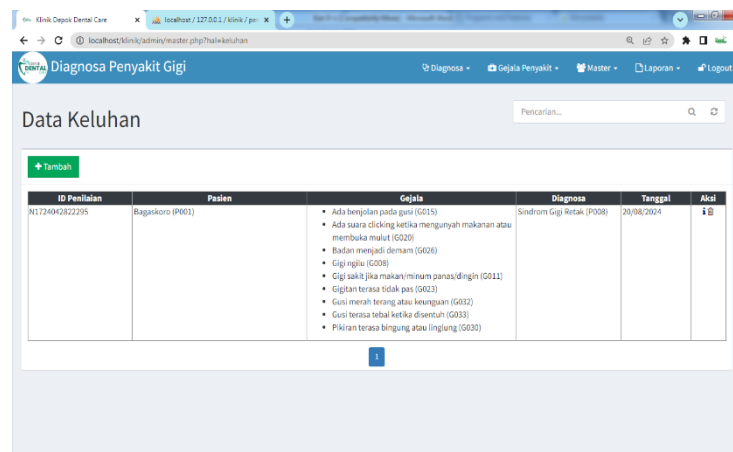 Klinik Depok Dental Care
localhost / 127.0.0.1 / klinik / pen
localhost/klinik/admin/master.php?hal=keluhan
DENTAL
Diagnosa Penyakit Gigi
Diagnosa
Gejala Penyakit
Master
Laporan
Logout
Data Keluhan
Pencarian...
Tambah
ID Penilaian Pasien Gejala Diagnosa Tanggal Aksi
N1724042822295 Bagaskoro (P001) Ada benjolan pada gusi (G015) Sindrom Gigi Retak (P008) 20/08/2024
Ada suara clicking ketika mengunyah makanan atau
membuka mulut (G020)
Badan menjadi demam (G026)
Gigi ngilu (G008)
Gigi sakit jika makan/minum panas/dingin (G011)
Gigitan terasa tidak pas (G023)
Gusi merah terang atau keunguan (G032)
Gusi terasa tebal ketika disentuh (G033)
Pikiran terasa bingung atau linglung (G030)
1